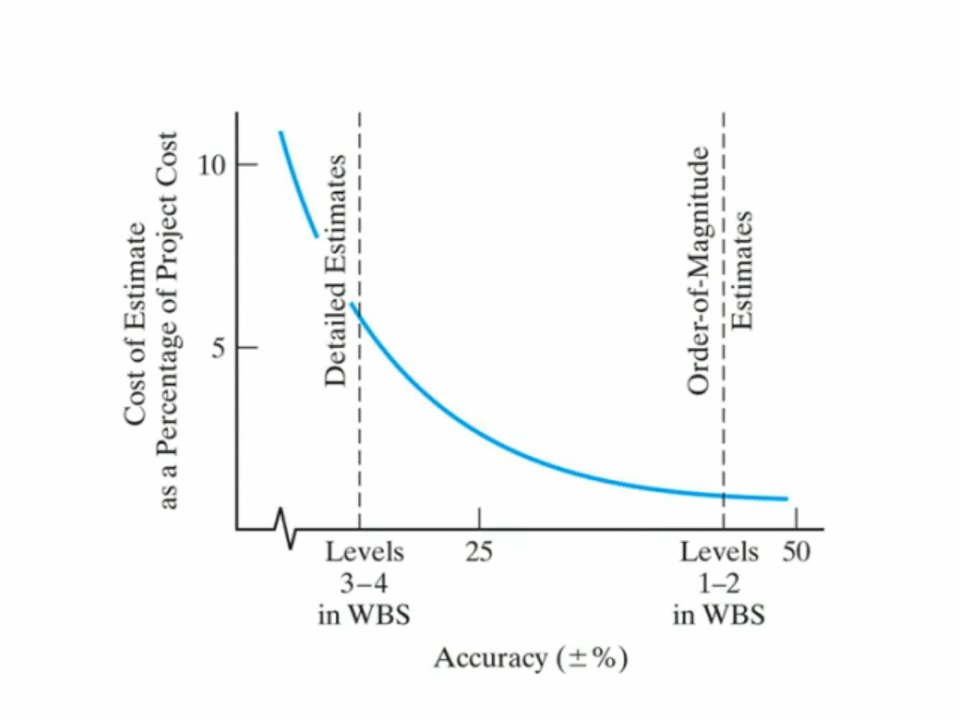 Cost of Estimate
as a Percentage of Project Cost
10
5
Detailed Estimates
Order-of-Magnitude
Estimates
Levels
3–4
in WBS
25
Levels
1–2
in WBS
50
Accuracy (±%)